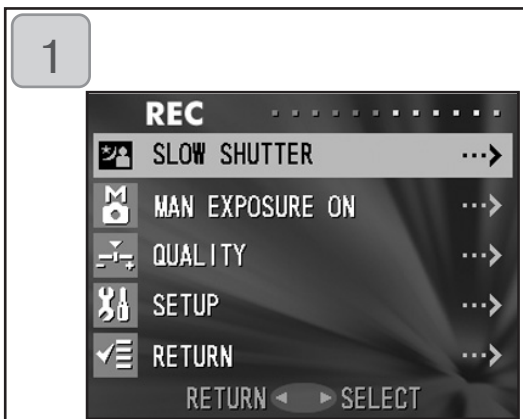 1
REC
SLOW SHUTTER
MAN EXPOSURE ON
QUALITY
SETUP
RETURN
RETURN SELECT